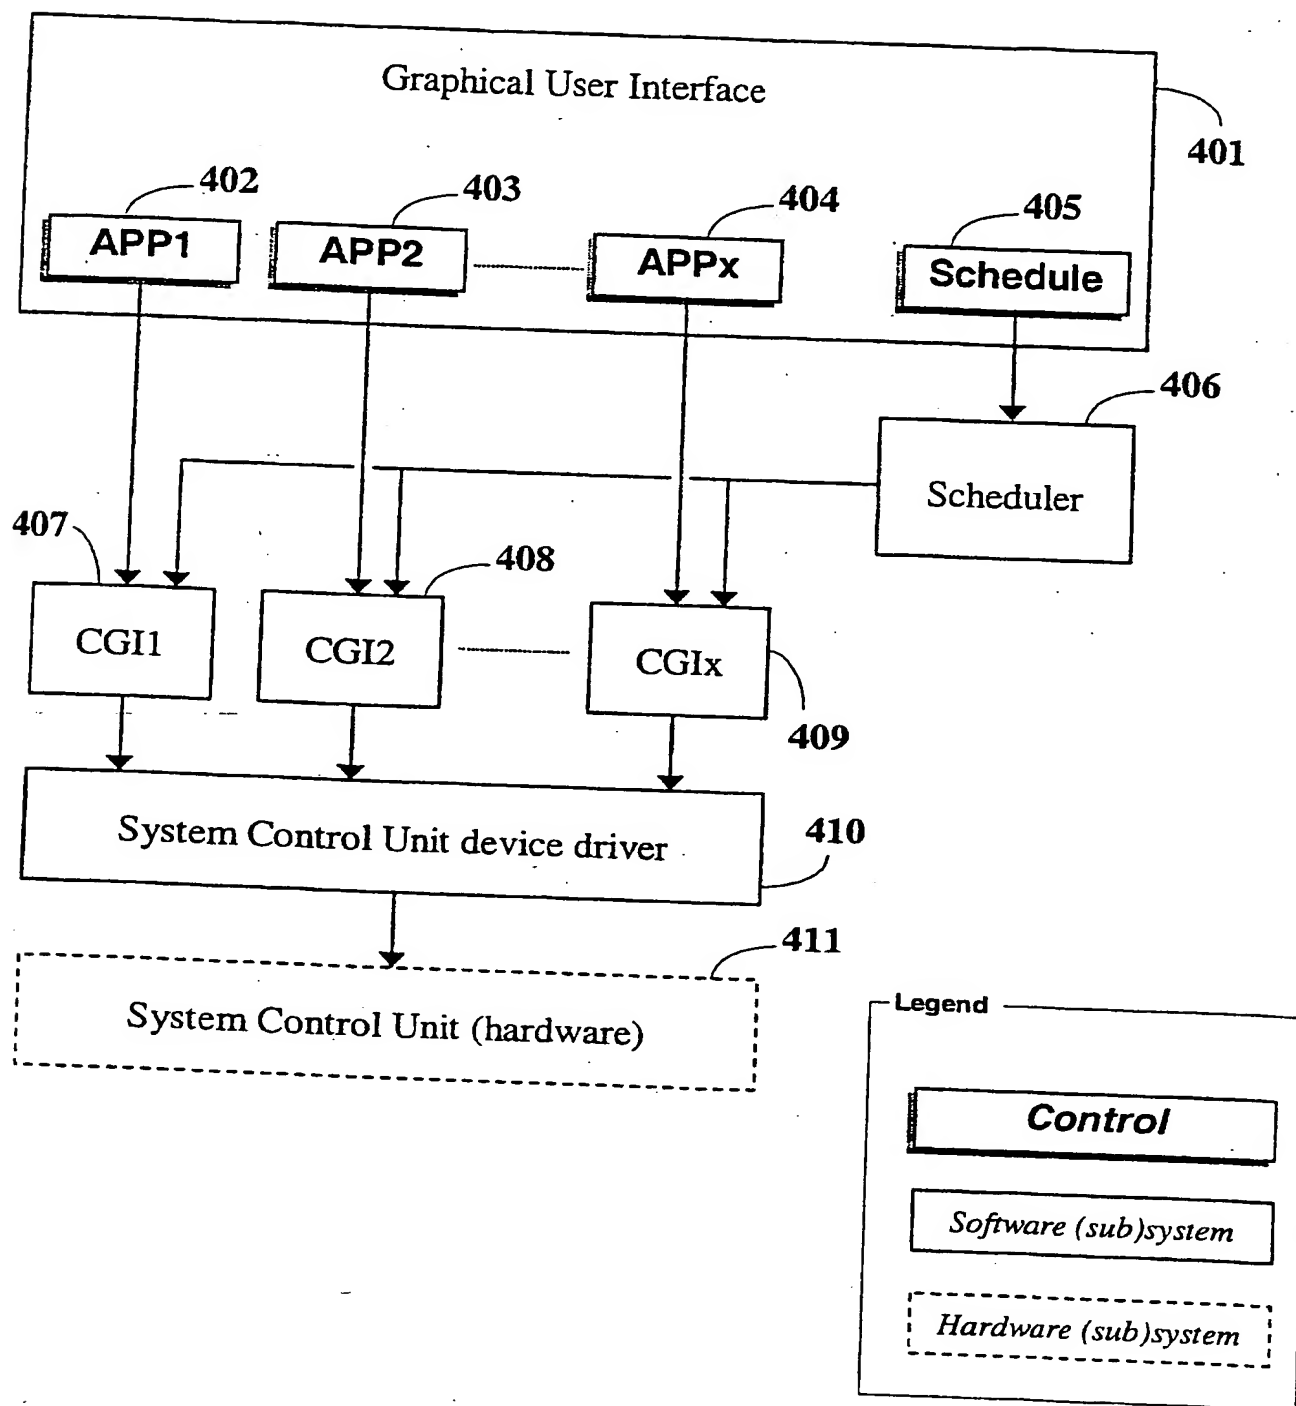 Graphical User Interface
401
402
403
404
405
APP1
APP2
APPx
Schedule
406
Scheduler
407
408
CGI1
CGI2
CGIx
409
System Control Unit device driver
410
411
System Control Unit (hardware)
Legend
Control
Software (sub)system
Hardware (sub)system